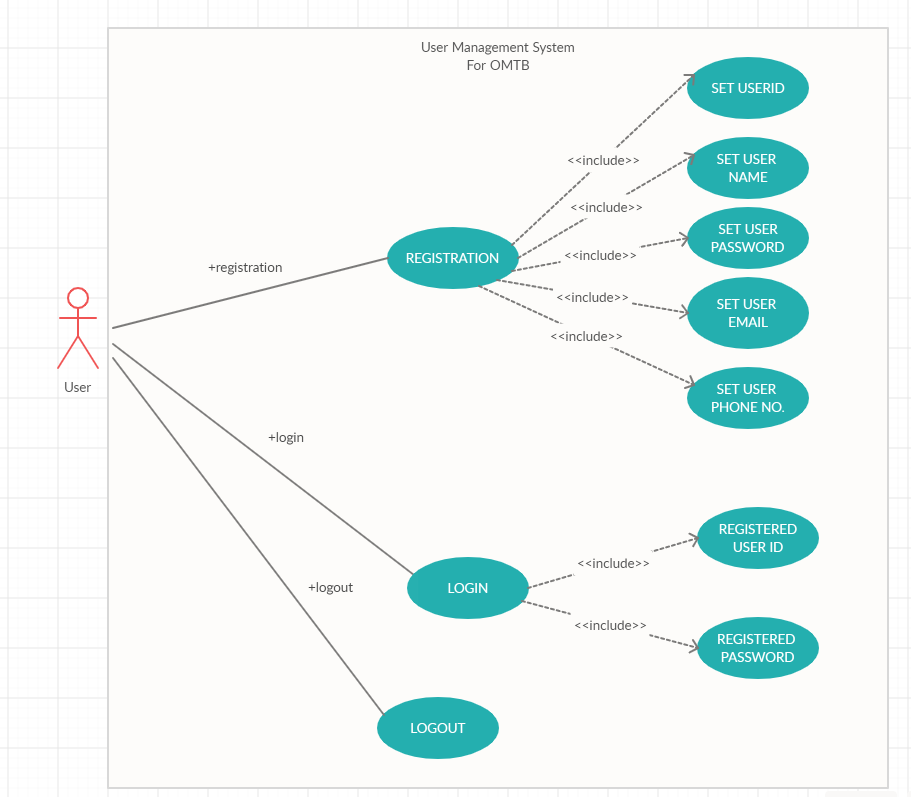 User Management System
For OMTB
SET USERID
<<include>>
SET USER
NAME
<<include>>
SET USER
PASSWORD
<<include>>
REGISTRATION
+registration
<<include>>
SET USER
EMAIL
<<include>>
User
SET USER
PHONE NO.
+login
REGISTERED
USER ID
<<include>>
+logout
LOGIN
<<include>>
REGISTERED
PASSWORD
LOGOUT